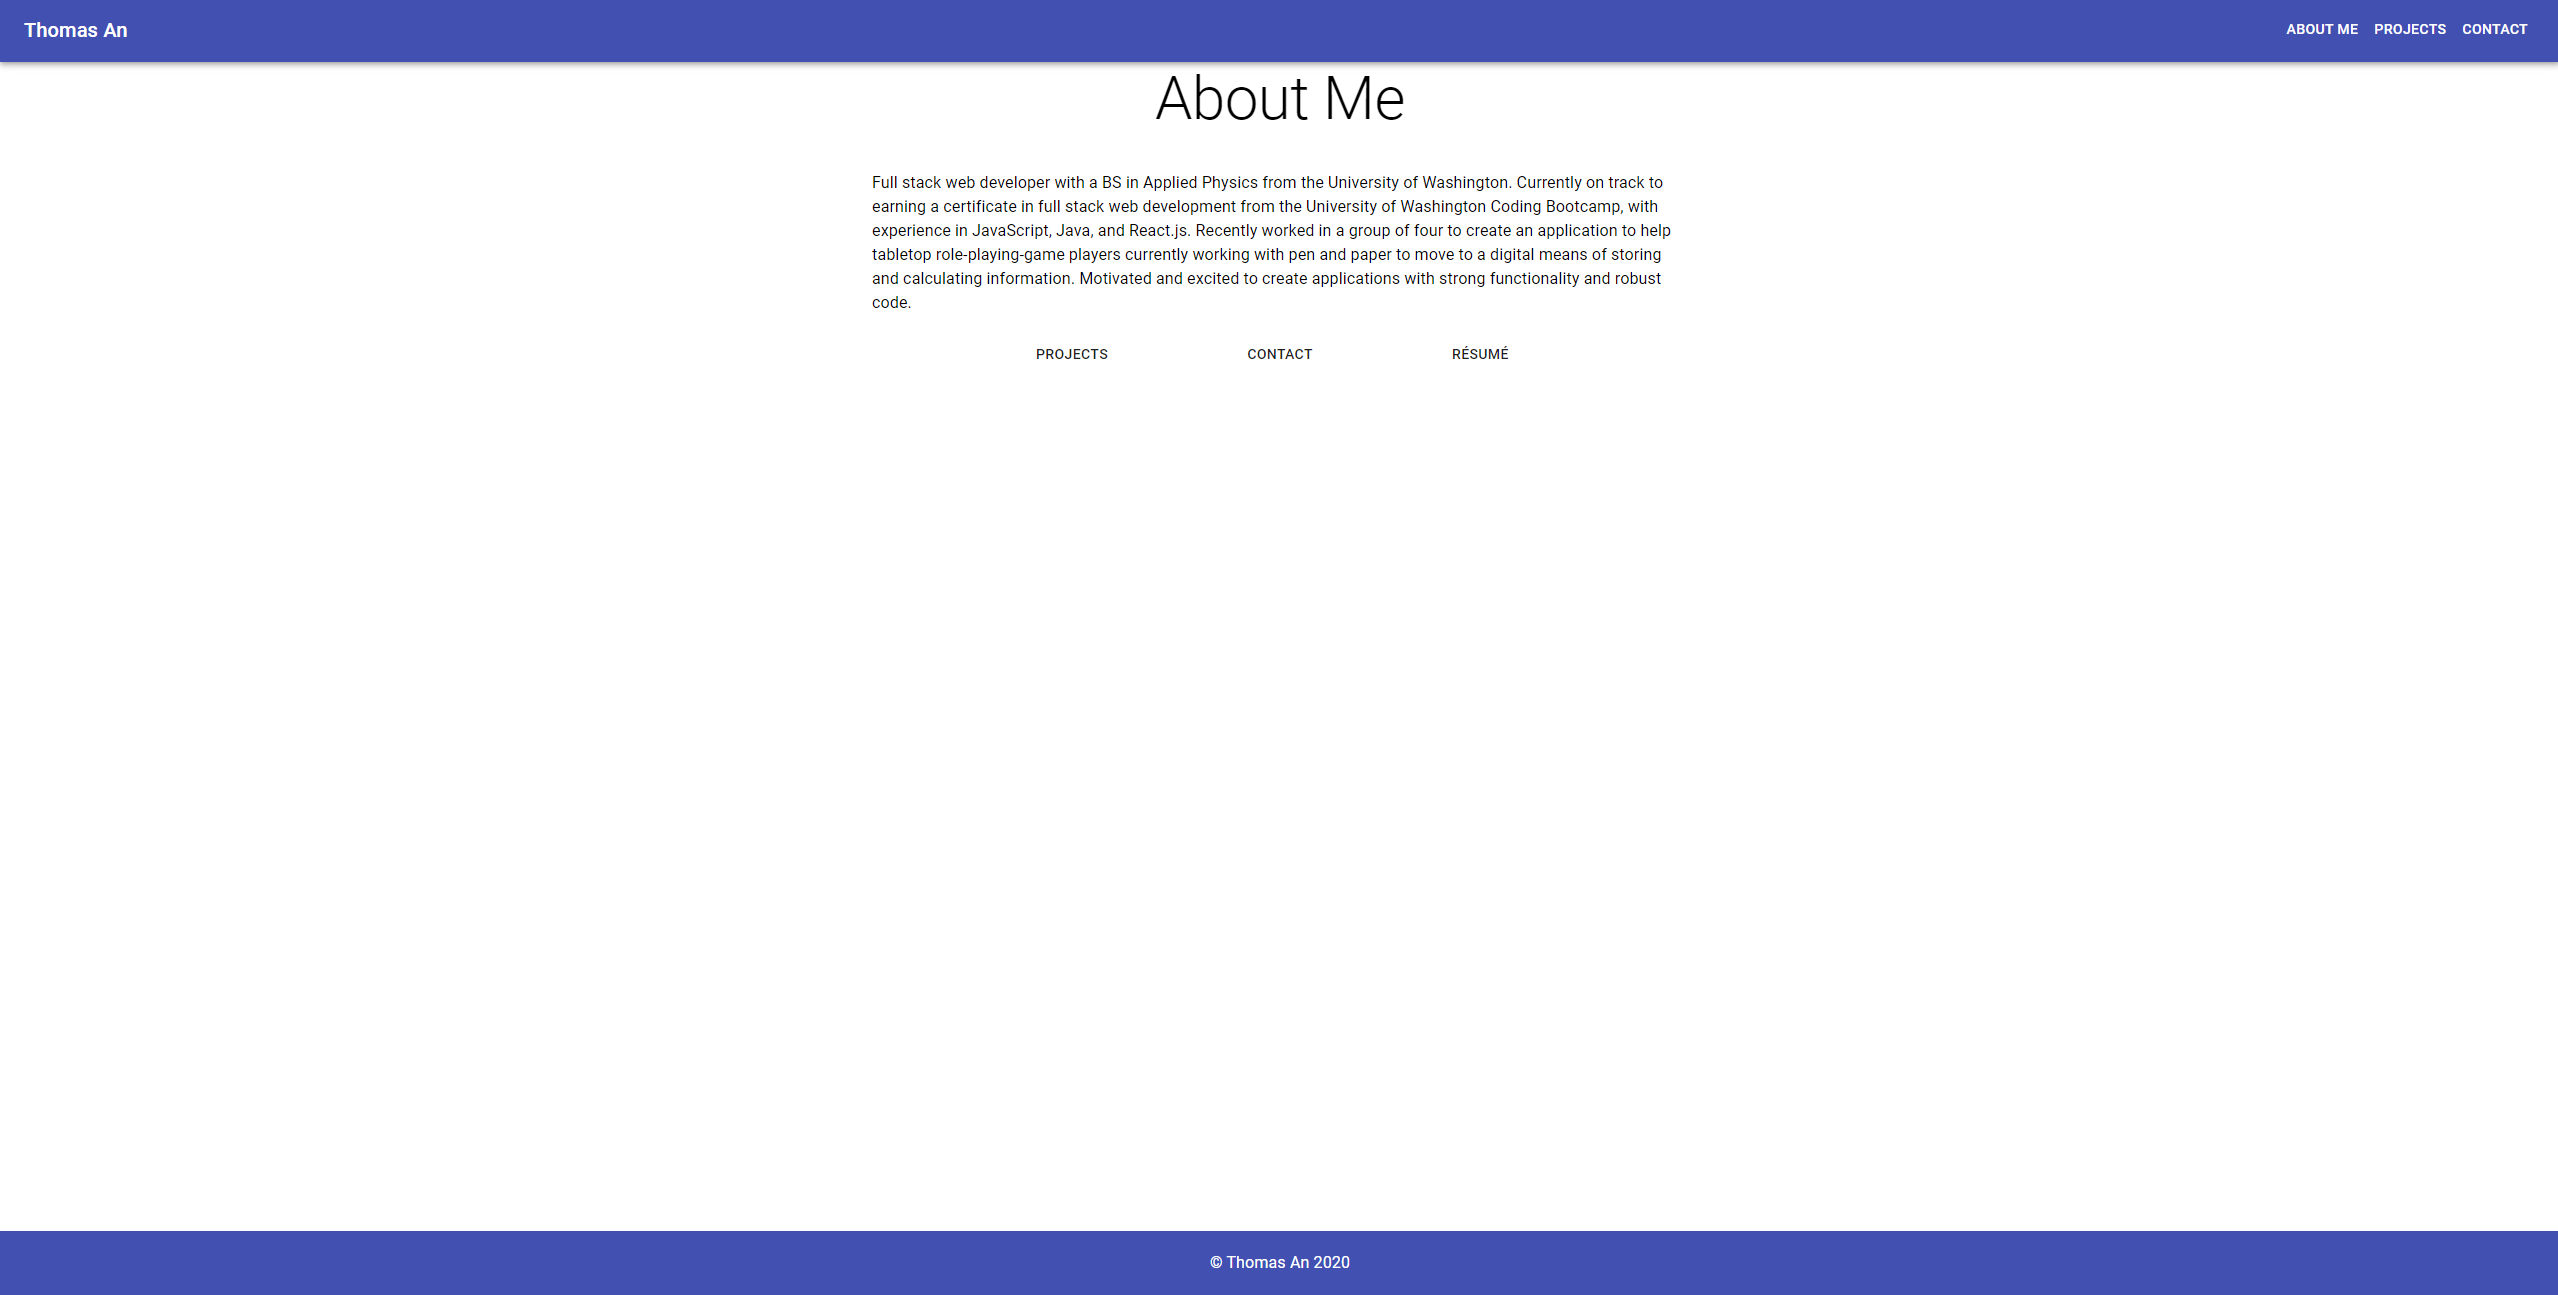 Thomas An
ABOUT ME PROJECTS CONTACT
About Me
Full stack web developer with a BS in Applied Physics from the University of Washington. Currently on track to
earning a certificate in full stack web development from the University of Washington Coding Bootcamp, with
experience in JavaScript, Java, and React.js. Recently worked in a group of four to create an application to help
tabletop role-playing-game players currently working with pen and paper to move to a digital means of storing
and calculating information. Motivated and excited to create applications with strong functionality and robust
code.
PROJECTS CONTACT RÉSUMÉ
© Thomas An 2020